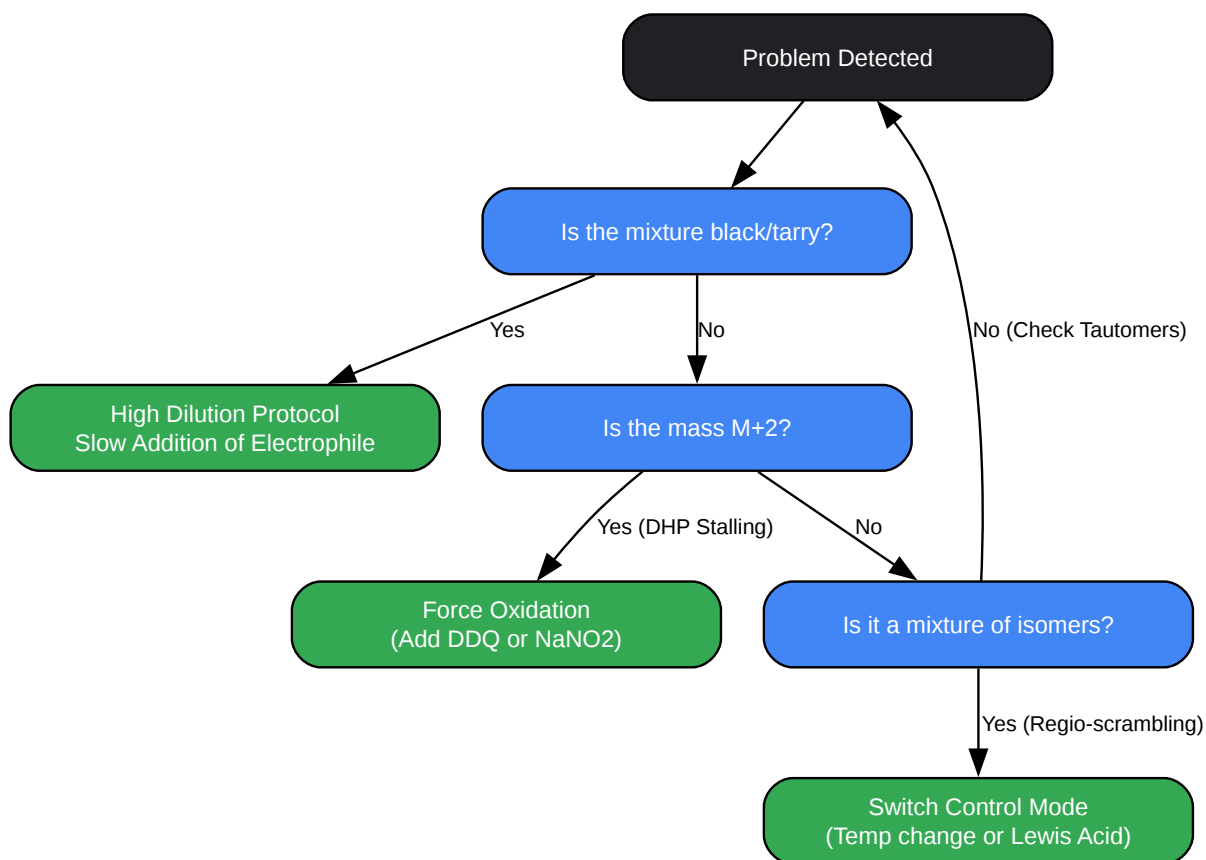 Problem Detected
Is the mixture black/tarry?
Yes
No
No (Check Tautomers)
High Dilution Protocol
Slow Addition of Electrophile
Is the mass M+2?
Yes (DHP Stalling)
No
Force Oxidation
(Add DDQ or NaNO2)
Is it a mixture of isomers?
Yes (Regio-scrambling)
Switch Control Mode
(Temp change or Lewis Acid)